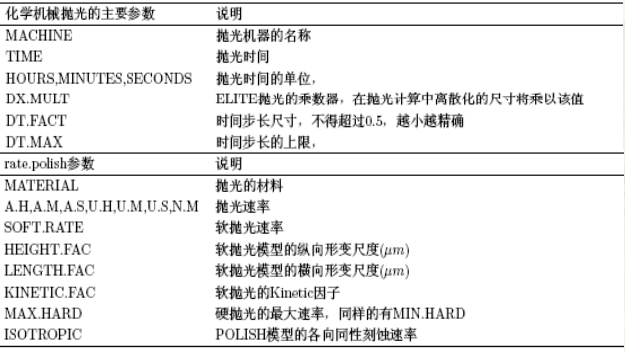 化学机械抛光的主要参数 说明
MACHINE 抛光机器的名称
TIME 抛光时间
HOURS,MINUTES,SECONDS 抛光时间的单位,
DX.MULT ELITE抛光的乘数器，在抛光计算中离散化的尺寸将乘以该值
DT.FACT 时间步长尺寸，不得超过0.5，越小越精确
DT.MAX 时间步长的上限,
rate.polish参数 说明
MATERIAL 抛光的材料
A.H,A.M,A.S,U.H,U.M,U.S,N.M 抛光速率
SOFT.RATE 软抛光速率
HEIGHT.FAC 软抛光模型的纵向形变尺度(μm)
LENGTH.FAC 软抛光模型的横向形变尺度(μm)
KINETIC.FAC 软抛光的Kinetic因子
MAX.HARD 硬抛光的最大速率，同样的有MIN.HARD
ISOTROPIC POLISH模型的各向同性刻蚀速率